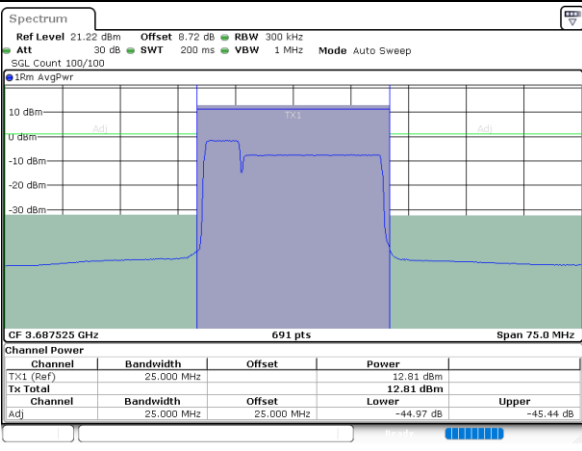 Spectrum
Ref Level 21.22 dBm Offset 8.72 dB RBW 300 kHz
Att 30 dB SWT 200 ms VBW 1 MHz Mode Auto Sweep
SGL Count 100/100
1Rm AvgPwr
10 dBm
TX1
Adj Adj
0 dBm
-10 dBm
-20 dBm
-30 dBm
CF 3.687525 GHz 691 pts Span 75.0 MHz
Channel Power
Channel Bandwidth Offset Power
TX1 (Ref) 25.000 MHz 12.81 dBm
Tx Total 12.81 dBm
Channel Bandwidth Offset Lower Upper
Adj 25.000 MHz 25.000 MHz -44.97 dB -45.44 dB
Ready